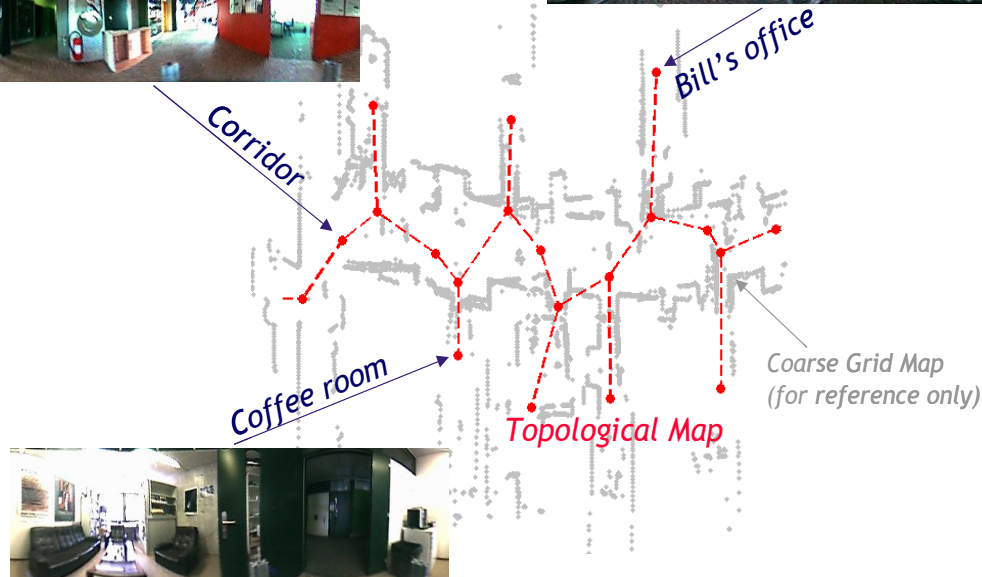 Bill's office
Corridor
Coffee room
Coarse Grid Map
(for reference only)
Topological Map